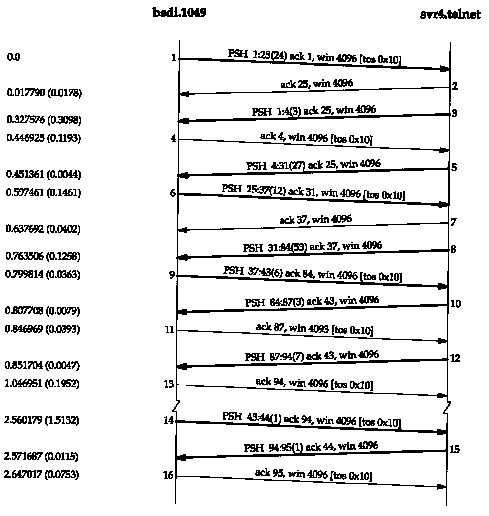 bsdi.1049 svr4.telnet
0.0 1 PSH 1:25(24) ack 1, win 4096 [tos 0x10]
0.017790 (0.0178) ack 25, win 4096 2
0.327576 (0.3098) PSH 1:4(3) ack 25, win 4096 3
0.446925 (0.1193) 4 ack 4, win 4096 [tos 0x10]
0.451361 (0.0044) PSH 4:31(27) ack 25, win 4096 5
0.597461 (0.1461) 6 PSH 25:37(12) ack 31, win 4096 [tos 0x10]
0.637692 (0.0402) ack 37, win 4096 7
0.763506 (0.1258) PSH 31:84(53) ack 37, win 4096 8
0.799814 (0.0363) 9 PSH 37:43(6) ack 84, win 4096 [tos 0x10]
0.807708 (0.0079) PSH 84:87(3) ack 43, win 4096 10
0.846969 (0.0393) 11 ack 87, win 4093 [tos 0x10]
0.851704 (0.0047) PSH 87:94(7) ack 43, win 4096 12
1.046951 (0.1952) 13 ack 94, win 4096 [tos 0x10]
2.560179 (1.5132) 14 PSH 43:44(1) ack 94, win 4096 [tos 0x10]
2.571687 (0.0115) PSH 94:95(1) ack 44, win 4096 15
2.647017 (0.0753) 16 ack 95, win 4096 [tos 0x10]